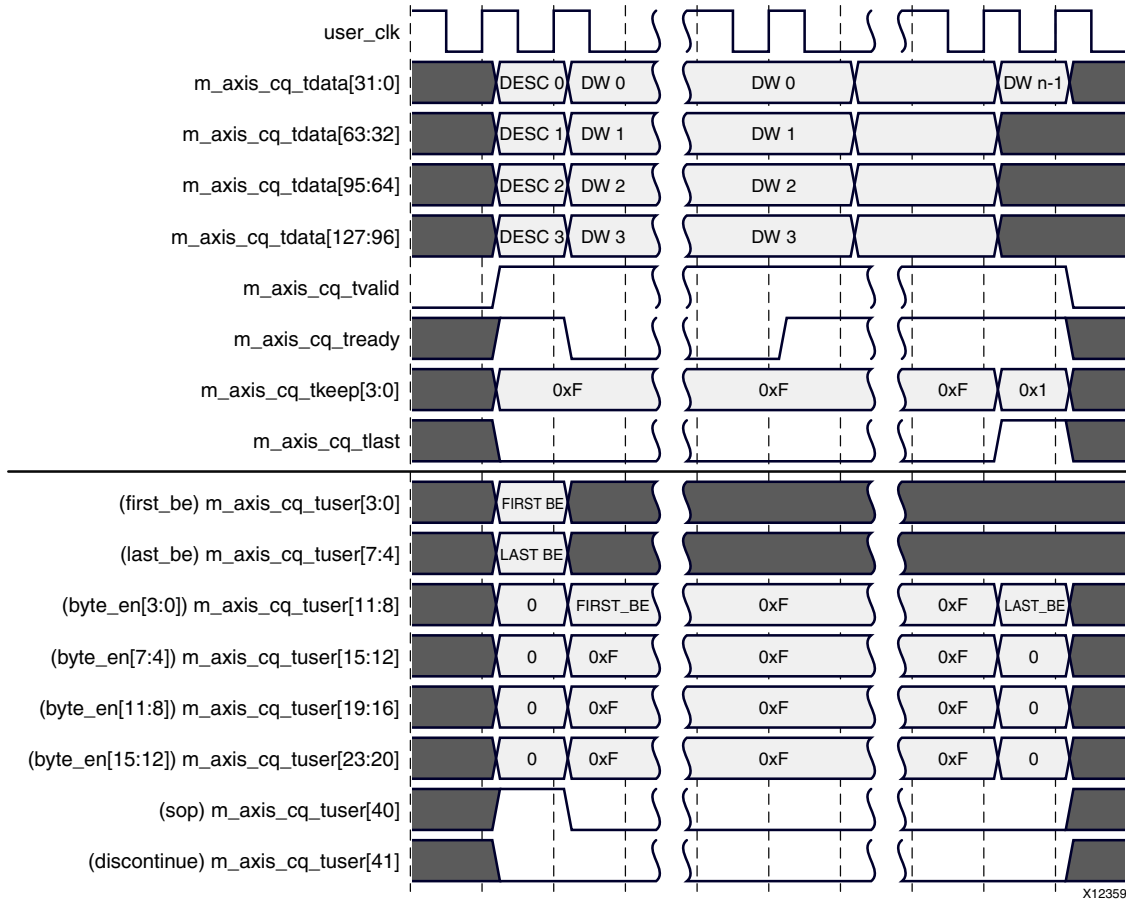 user_clk
m_axis_cq_tdata[31:0] DESC 0 DW 0 DW 0 DW n-1
m_axis_cq_tdata[63:32] DESC 1 DW 1 DW 1
m_axis_cq_tdata[95:64] DESC 2 DW 2 DW 2
m_axis_cq_tdata[127:96] DESC 3 DW 3 DW 3
m_axis_cq_tvalid
m_axis_cq_tready
m_axis_cq_tkeep[3:0] 0xF 0xF 0xF 0x1
m_axis_cq_tlast
(first_be) m_axis_cq_tuser[3:0] FIRST BE
(last_be) m_axis_cq_tuser[7:4] LAST BE
(byte_en[3:0]) m_axis_cq_tuser[11:8] 0 FIRST_BE 0xF 0xF LAST_BE
(byte_en[7:4]) m_axis_cq_tuser[15:12] 0 0xF 0xF 0xF 0
(byte_en[11:8]) m_axis_cq_tuser[19:16] 0 0xF 0xF 0xF 0
(byte_en[15:12]) m_axis_cq_tuser[23:20] 0 0xF 0xF 0xF 0
(sop) m_axis_cq_tuser[40]
(discontinue) m_axis_cq_tuser[41]
X12359